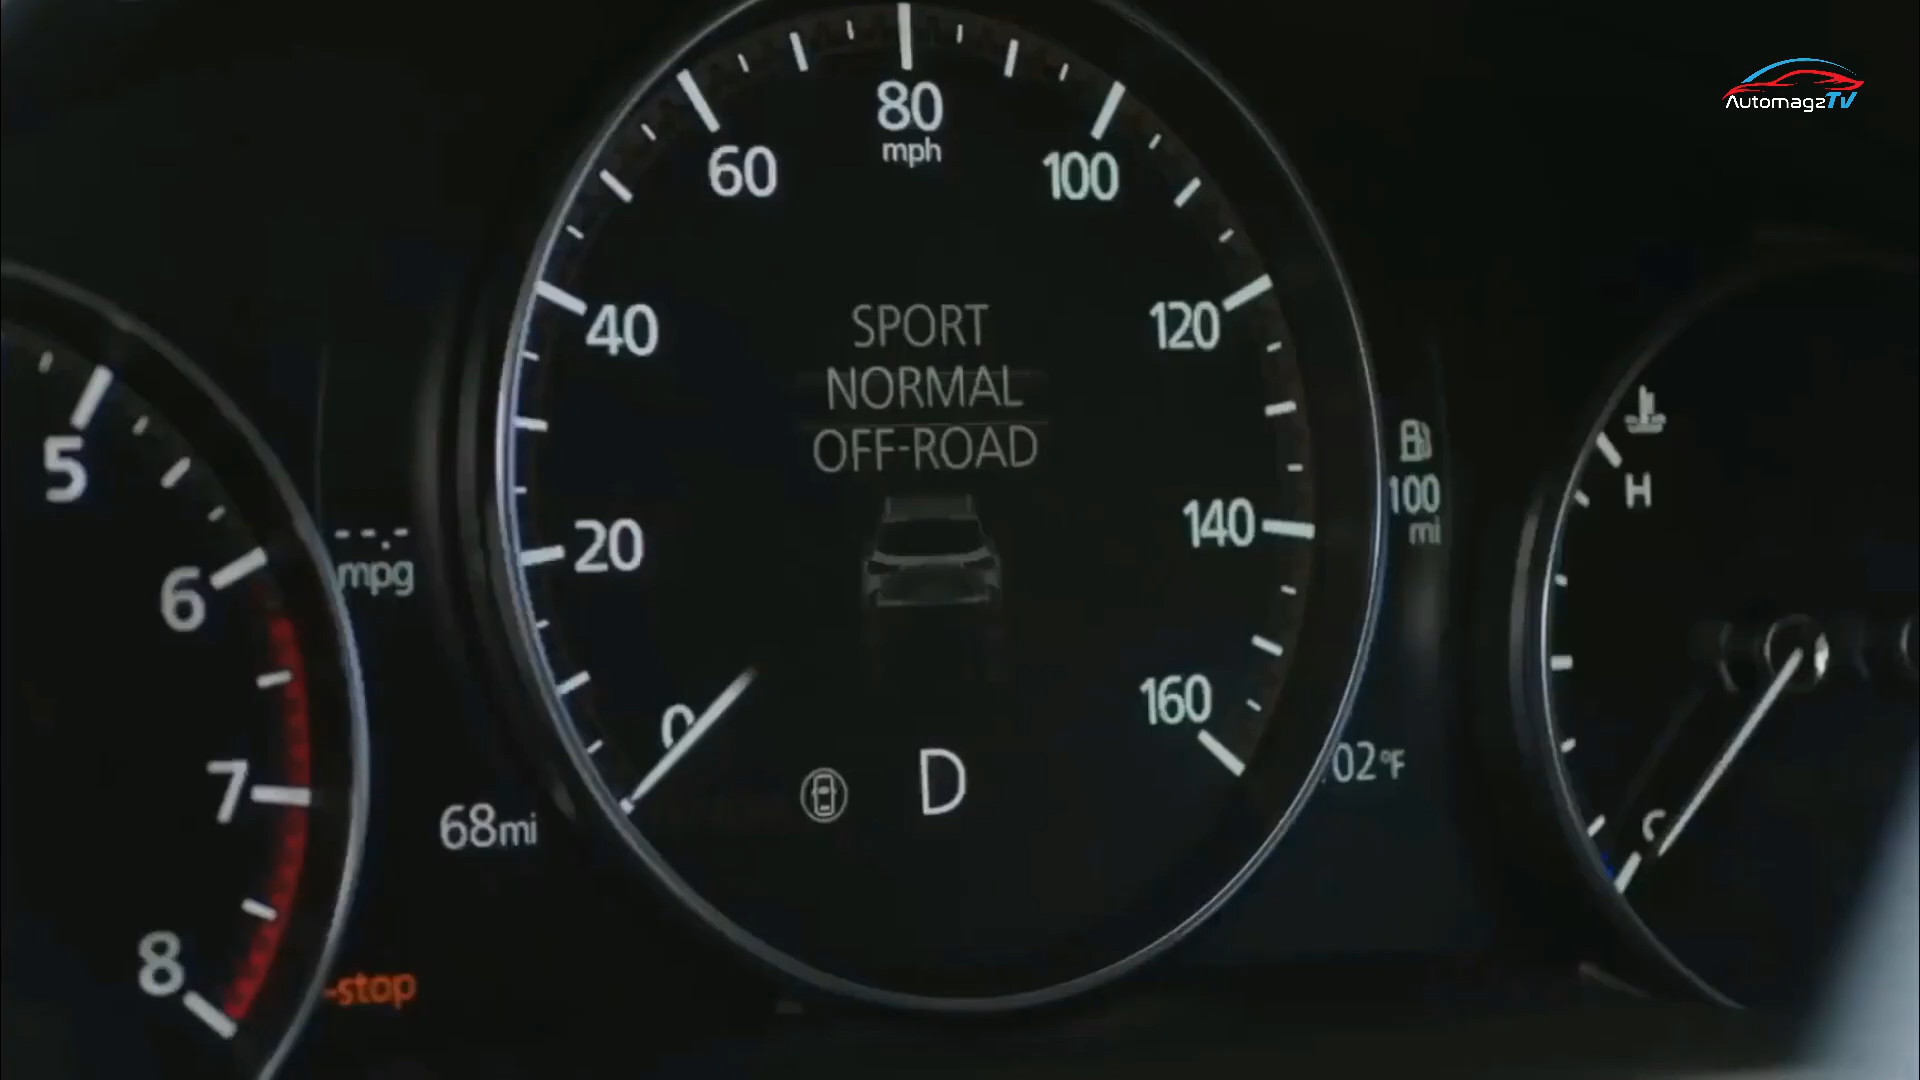 AutomagzTV
80
mph
60
100
40
120
SPORT
NORMAL
OFF-ROAD
20
140
0
160
D
5
6
7
8
--.-
mpg
68mi
-stop
100
mi
02°F
H
C